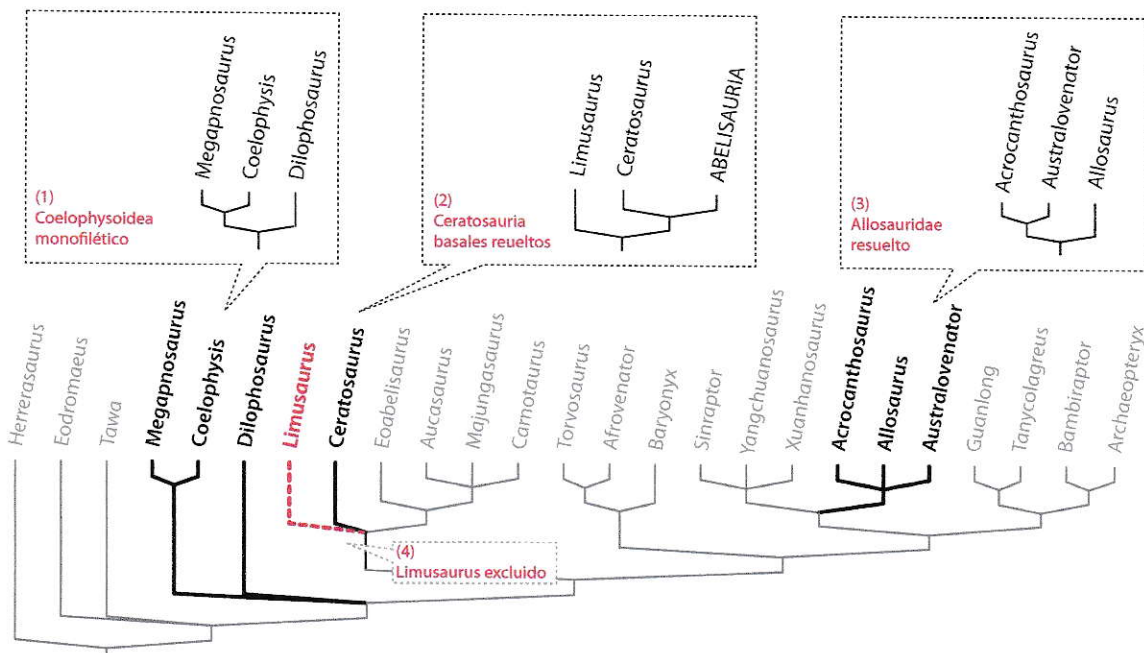 Megapnosaurus
Coelophysis
Dilophosaurus
(1)
Coelophysoidea
monofilético
Limusaurus
Ceratosaurus
ABELISAURIA
(2)
Ceratosauria
basales reueltos
Acrocanthosaurus
Australovenator
Allosaurus
(3)
Allosauridae
resuelto
Herrerasaurus
Eodromaeus
Tawa
Megapnosaurus
Coelophysis
Dilophosaurus
Limusaurus
Ceratosaurus
Eoabelisaurus
Aucasaurus
Majungasaurus
Carnotaurus
Torvosaurus
Afrovenator
Baryonyx
Sinraptor
Yangchuanosaurus
Xuanhanosaurus
Acrocanthosaurus
Allosaurus
Australovenator
Guanlong
Tanycolagreus
Bambiraptor
Archaeopteryx
(4)
Limusaurus excluido